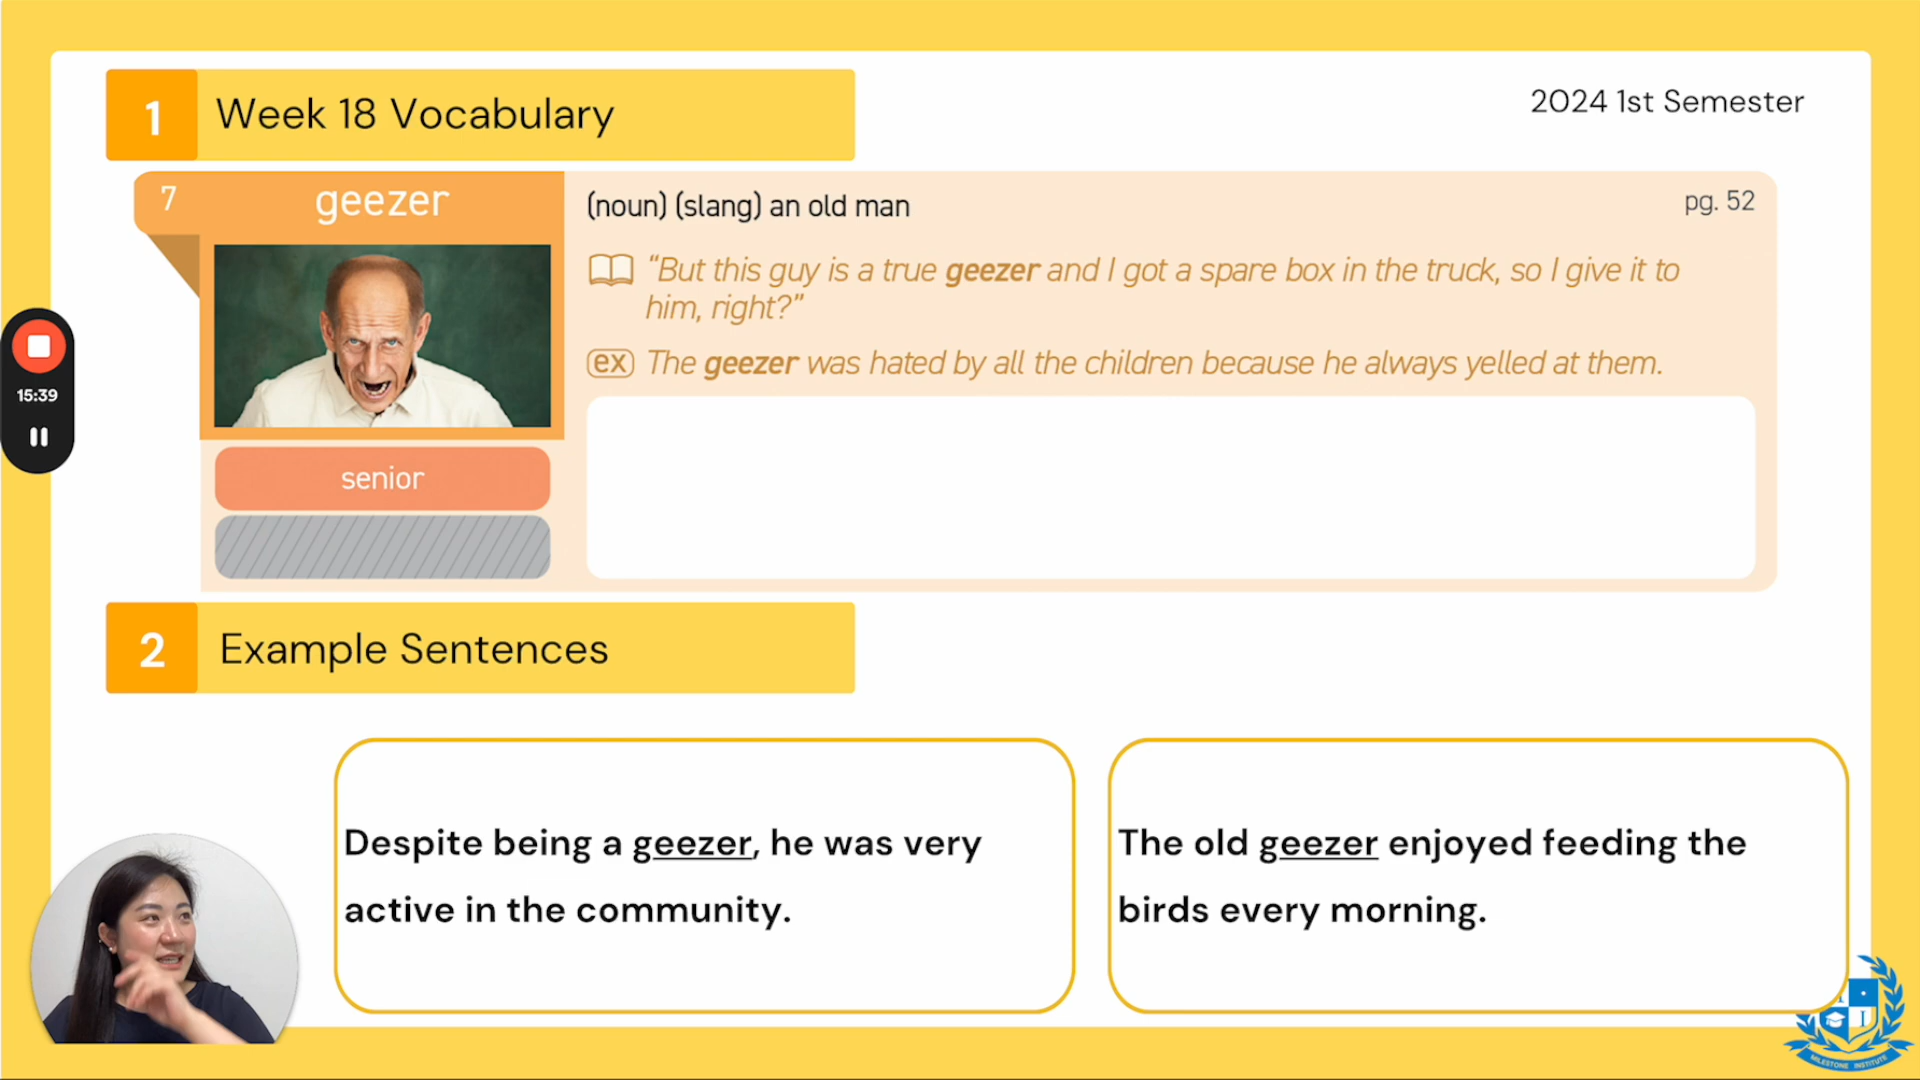 1 Week 18 Vocabulary
2024 1st Semester
7 geezer
(noun) (slang) an old man
pg. 52
"But this guy is a true geezer and I got a spare box in the truck, so I give it to
him, right?"
ex The geezer was hated by all the children because he always yelled at them.
15:39
senior
2 Example Sentences
Despite being a geezer, he was very
active in the community.
The old geezer enjoyed feeding the
birds every morning.
MILESTONE INSTITUTE